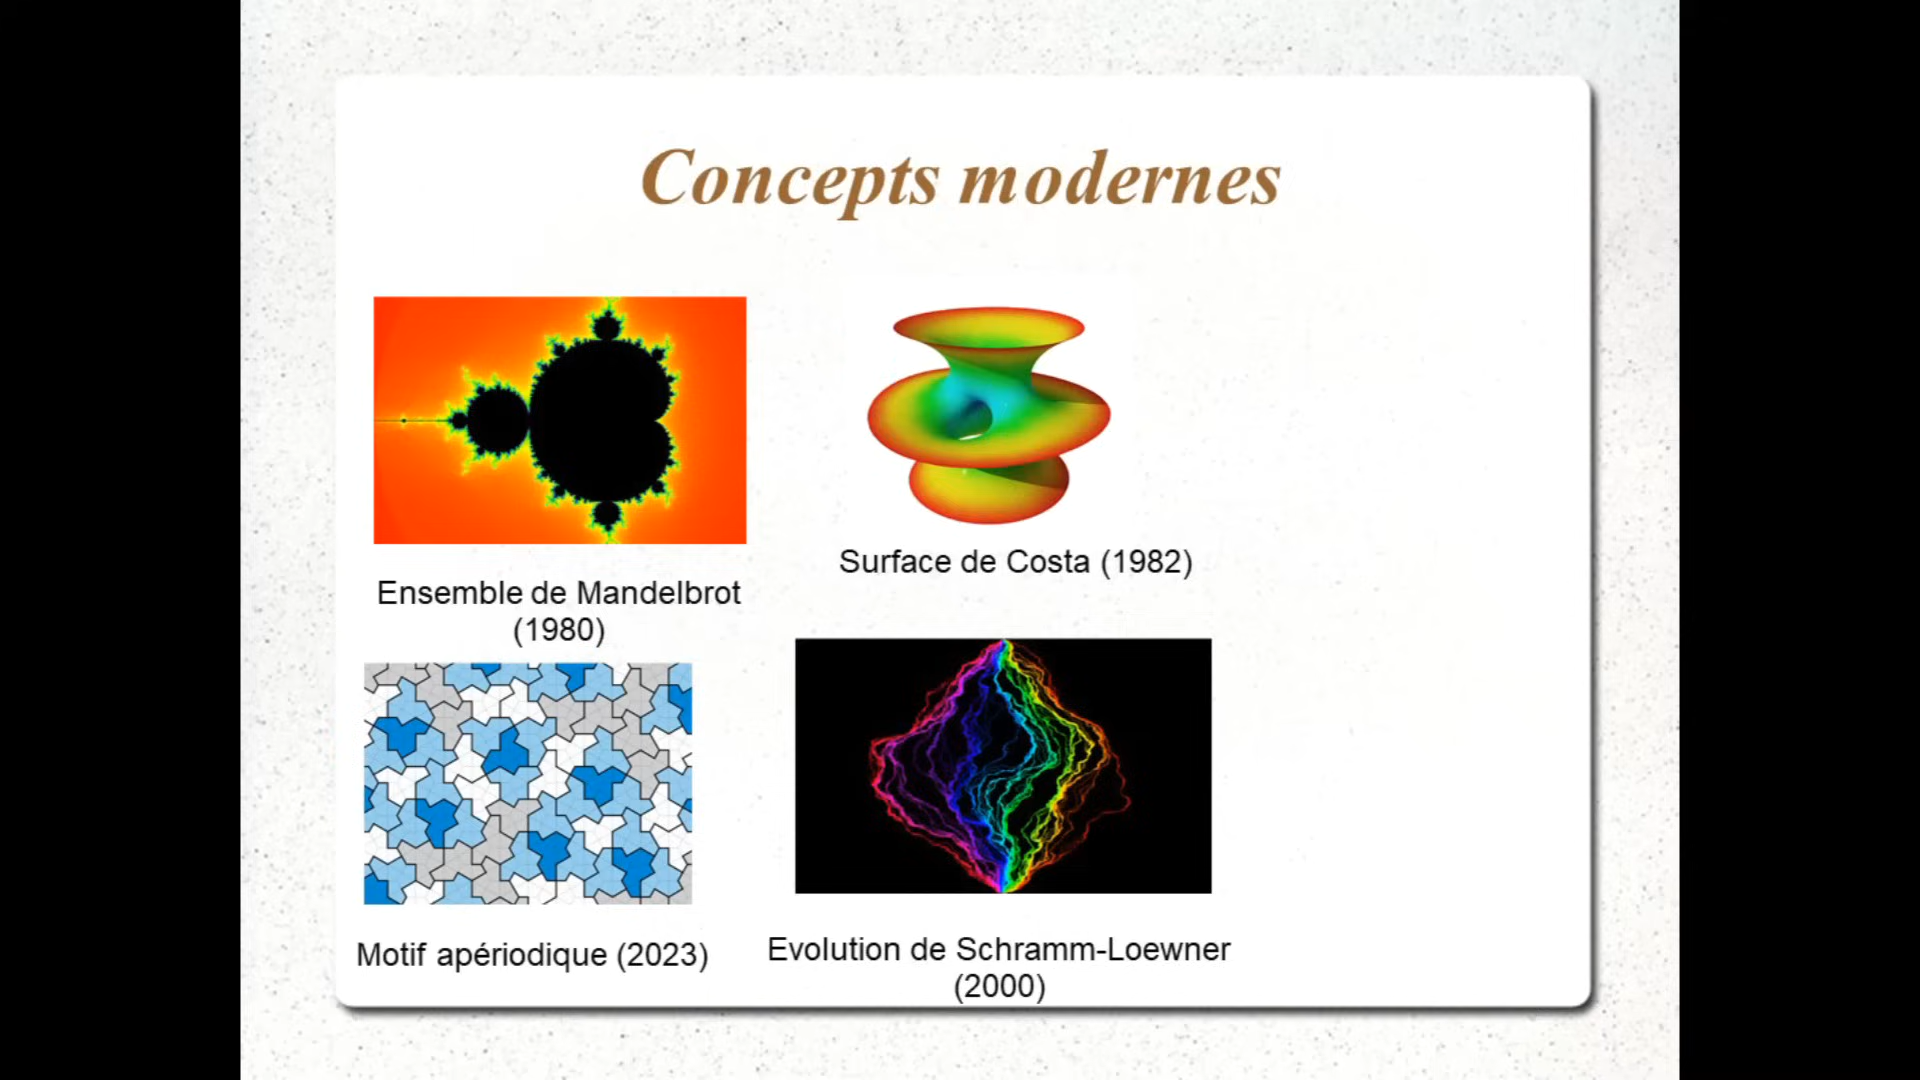 Concepts modernes
Ensemble de Mandelbrot
(1980)
Surface de Costa (1982)
Motif apériodique (2023)
Evolution de Schramm-Loewner
(2000)